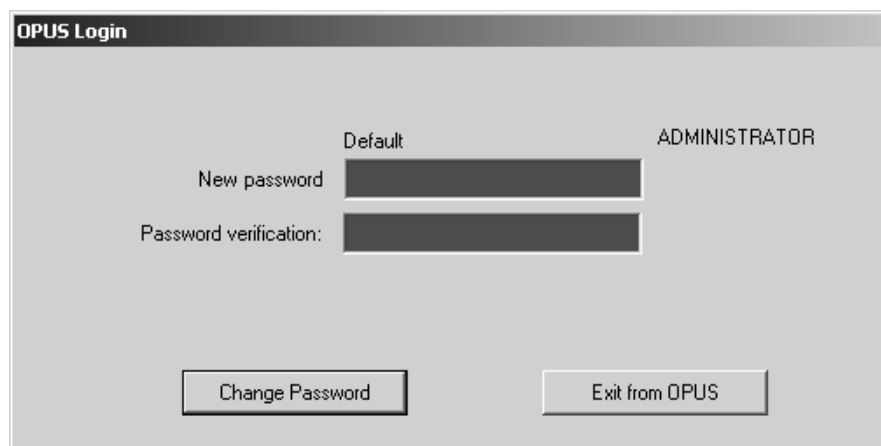 OPUS Login
Default ADMINISTRATOR
New password
Password verification:
Change Password Exit from OPUS